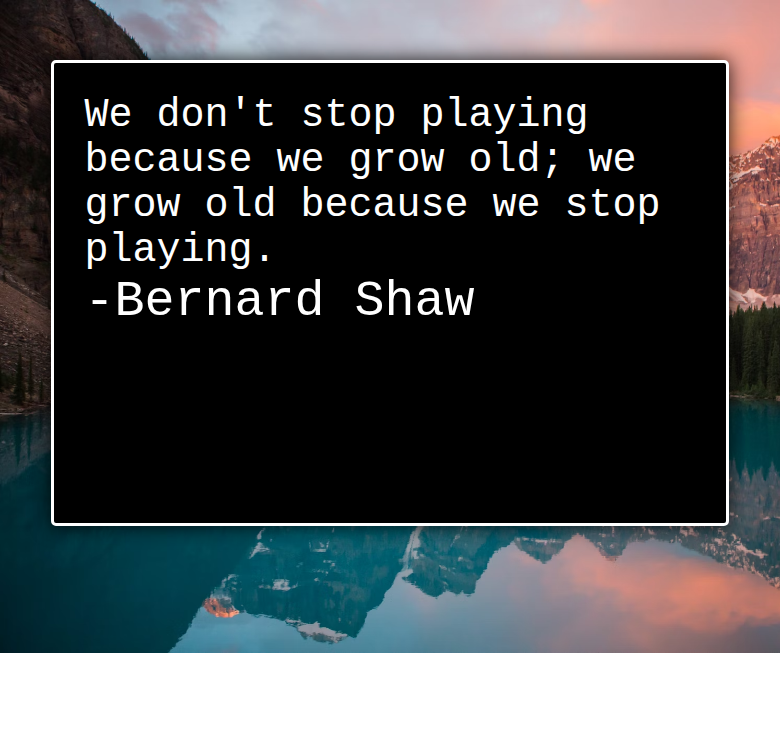 We don't stop playing
because we grow old; we
grow old because we stop
playing.
-Bernard Shaw